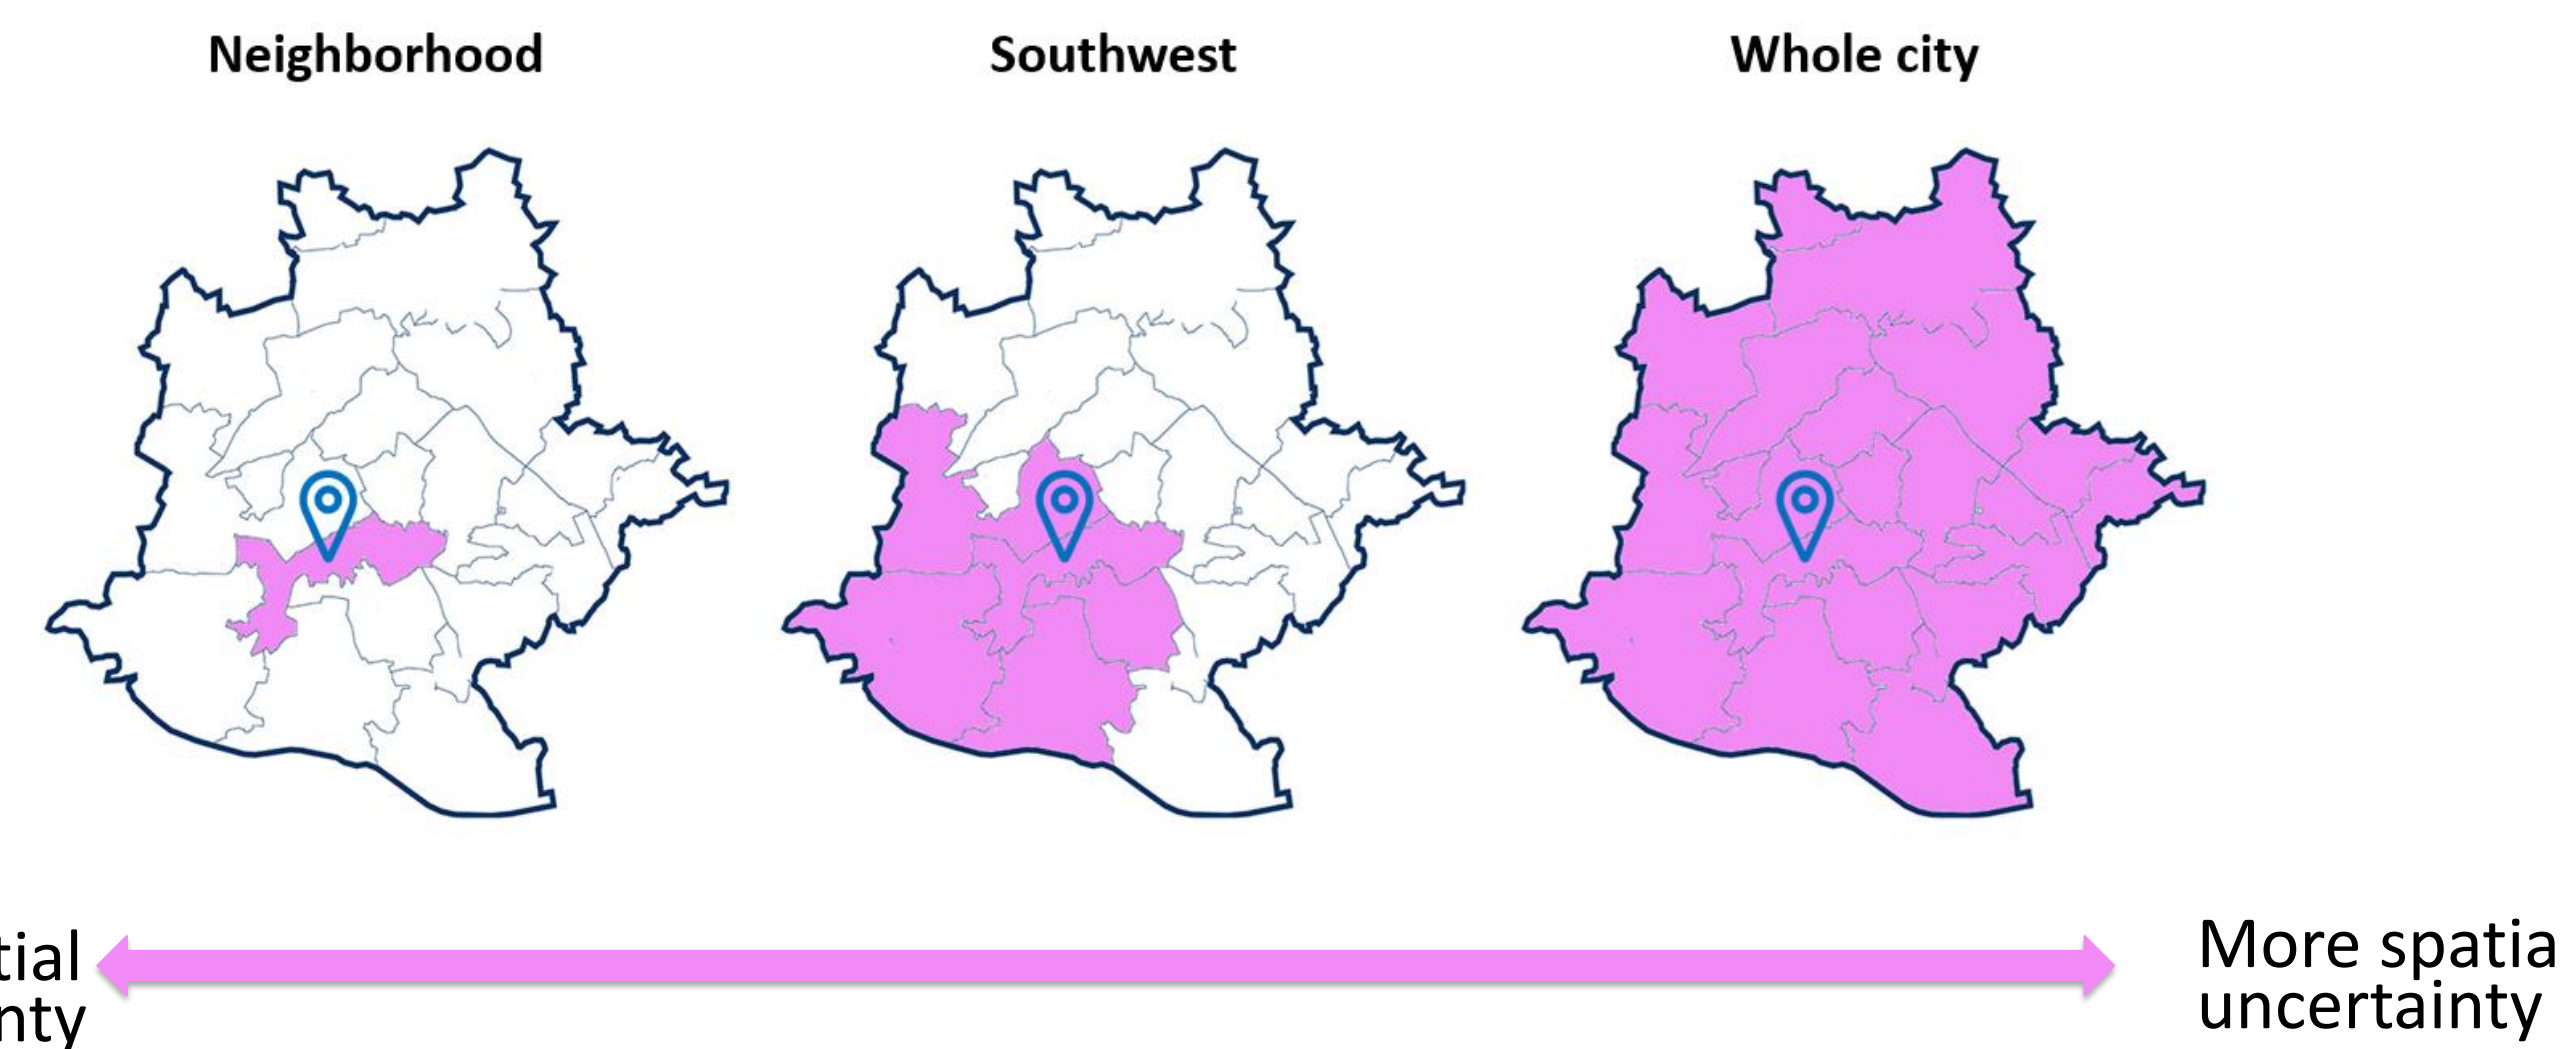 Neighborhood
Southwest
Whole city
tial
nty
More spatia
uncertainty